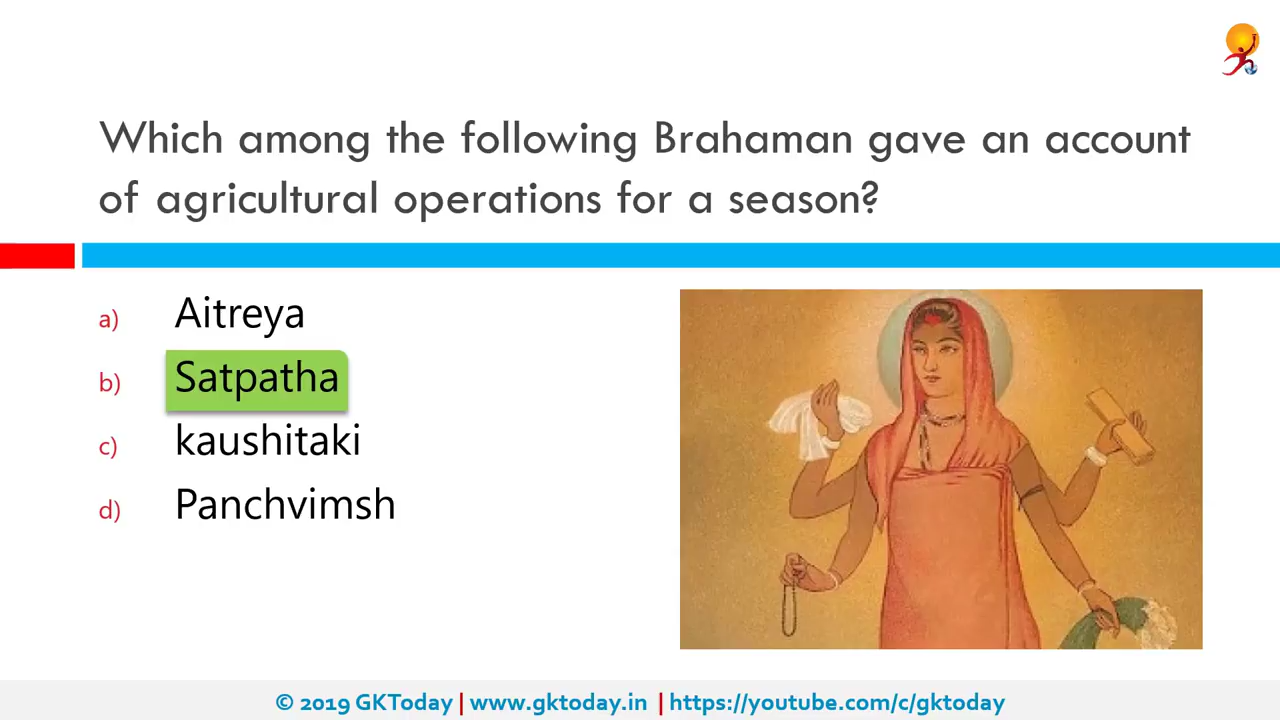 Which among the following Brahaman gave an account
of agricultural operations for a season?
a) Aitreya
b) Satpatha
c) kaushitaki
d) Panchvimsh
© 2019 GKToday | www.gktoday.in | https://youtube.com/c/gktoday